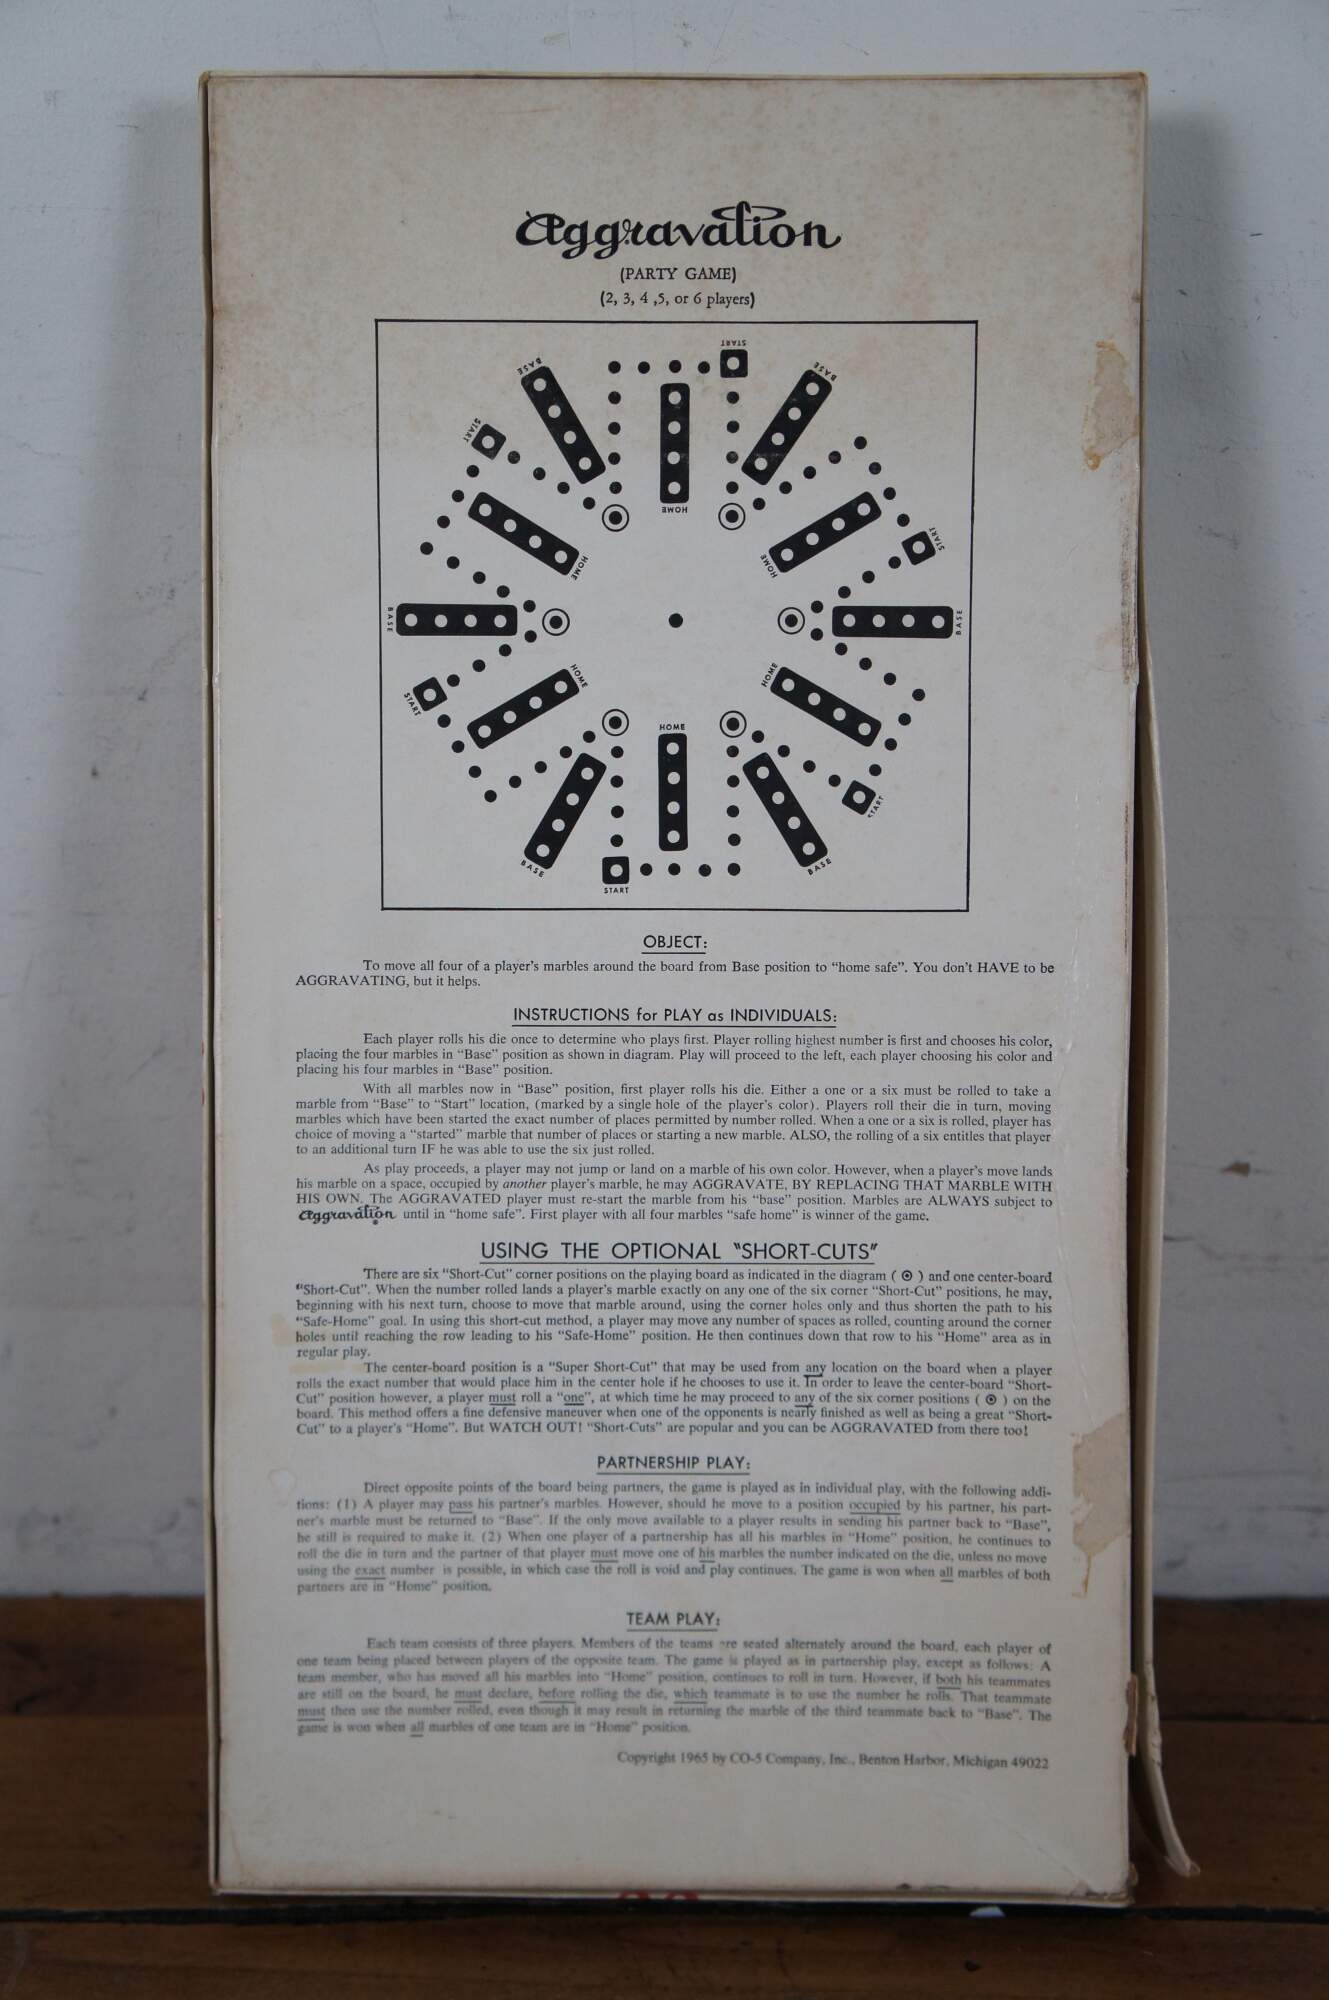 Aggravation
(PARTY GAME)
(2, 3, 4 ,5, or 6 players)
START
BASE
BASE
START
HOME
START
HOME
HOME
BASE
BASE
HOME
HOME
START
HOME
START
BASE
BASE
START
OBJECT:
To move all four of a player's marbles around the board from Base position to "home safe". You don't HAVE to be
AGGRAVATING, but it helps.
INSTRUCTIONS for PLAY as INDIVIDUALS:
Each player rolls his die once to determine who plays first. Player rolling highest number is first and chooses his color,
placing the four marbles in "Base" position as shown in diagram. Play will proceed to the left, each player choosing his color and
placing his four marbles in "Base" position.
With all marbles now in "Base" position, first player rolls his die. Either a one or a six must be rolled to take a
marble from "Base" to "Start" location, (marked by a single hole of the player's color). Players roll their die in turn, moving
marbles which have been started the exact number of places permitted by number rolled. When a one or a six is rolled, player has
choice of moving a "started" marble that number of places or starting a new marble. ALSO, the rolling of a six entitles that player
to an additional turn IF he was able to use the six just rolled.
As play proceeds, a player may not jump or land on a marble of his own color. However, when a player's move lands
his marble on a space, occupied by another player's marble, he may AGGRAVATE, BY REPLACING THAT MARBLE WITH
HIS OWN. The AGGRAVATED player must re-start the marble from his "base" position. Marbles are ALWAYS subject to
Aggravation until in "home safe". First player with all four marbles "safe home" is winner of the game.
USING THE OPTIONAL "SHORT-CUTS"
There are six "Short-Cut" corner positions on the playing board as indicated in the diagram ( ⊙ ) and one center-board
"Short-Cut". When the number rolled lands a player's marble exactly on any one of the six corner "Short-Cut" positions, he may,
beginning with his next turn, choose to move that marble around, using the corner holes only and thus shorten the path to his
"Safe-Home" goal. In using this short-cut method, a player may move any number of spaces as rolled, counting around the corner
holes until reaching the row leading to his "Safe-Home" position. He then continues down that row to his "Home" area as in
regular play.
The center-board position is a "Super Short-Cut" that may be used from any location on the board when a player
rolls the exact number that would place him in the center hole if he chooses to use it. In order to leave the center-board "Short-
Cut" position however, a player must roll a "one", at which time he may proceed to any of the six corner positions ( ⊙ ) on the
board. This method offers a fine defensive maneuver when one of the opponents is nearly finished as well as being a great "Short-
Cut" to a player's "Home". But WATCH OUT! "Short-Cuts" are popular and you can be AGGRAVATED from there too!
PARTNERSHIP PLAY:
Direct opposite points of the board being partners, the game is played as in individual play, with the following addi-
tions: (1) A player may pass his partner's marbles. However, should he move to a position occupied by his partner, his part-
ner's marble must be returned to "Base". If the only move available to a player results in sending his partner back to "Base",
he still is required to make it. (2) When one player of a partnership has all his marbles in "Home" position, he continues to
roll the die in turn and the partner of that player must move one of his marbles the number indicated on the die, unless no move
using the exact number is possible, in which case the roll is void and play continues. The game is won when all marbles of both
partners are in "Home" position.
TEAM PLAY:
Each team consists of three players. Members of the teams are seated alternately around the board, each player of
one team being placed between players of the opposite team. The game is played as in partnership play, except as follows: A
team member, who has moved all his marbles into "Home" position, continues to roll in turn. However, if both his teammates
are still on the board, he must declare, before rolling the die, which teammate is to use the number he rolls. That teammate
must then use the number rolled, even though it may result in returning the marble of the third teammate back to "Base". The
game is won when all marbles of one team are in "Home" position.
Copyright 1965 by CO-5 Company, Inc., Benton Harbor, Michigan 49022